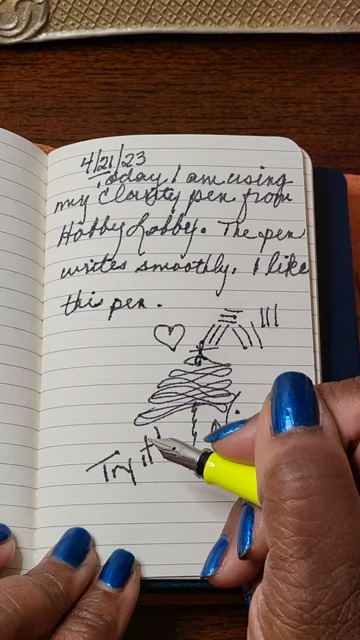 4/21/23
Today I am using
my Clarity pen from
Hobby Lobby. The pen
writes smoothly. I like
this pen.
Try it!